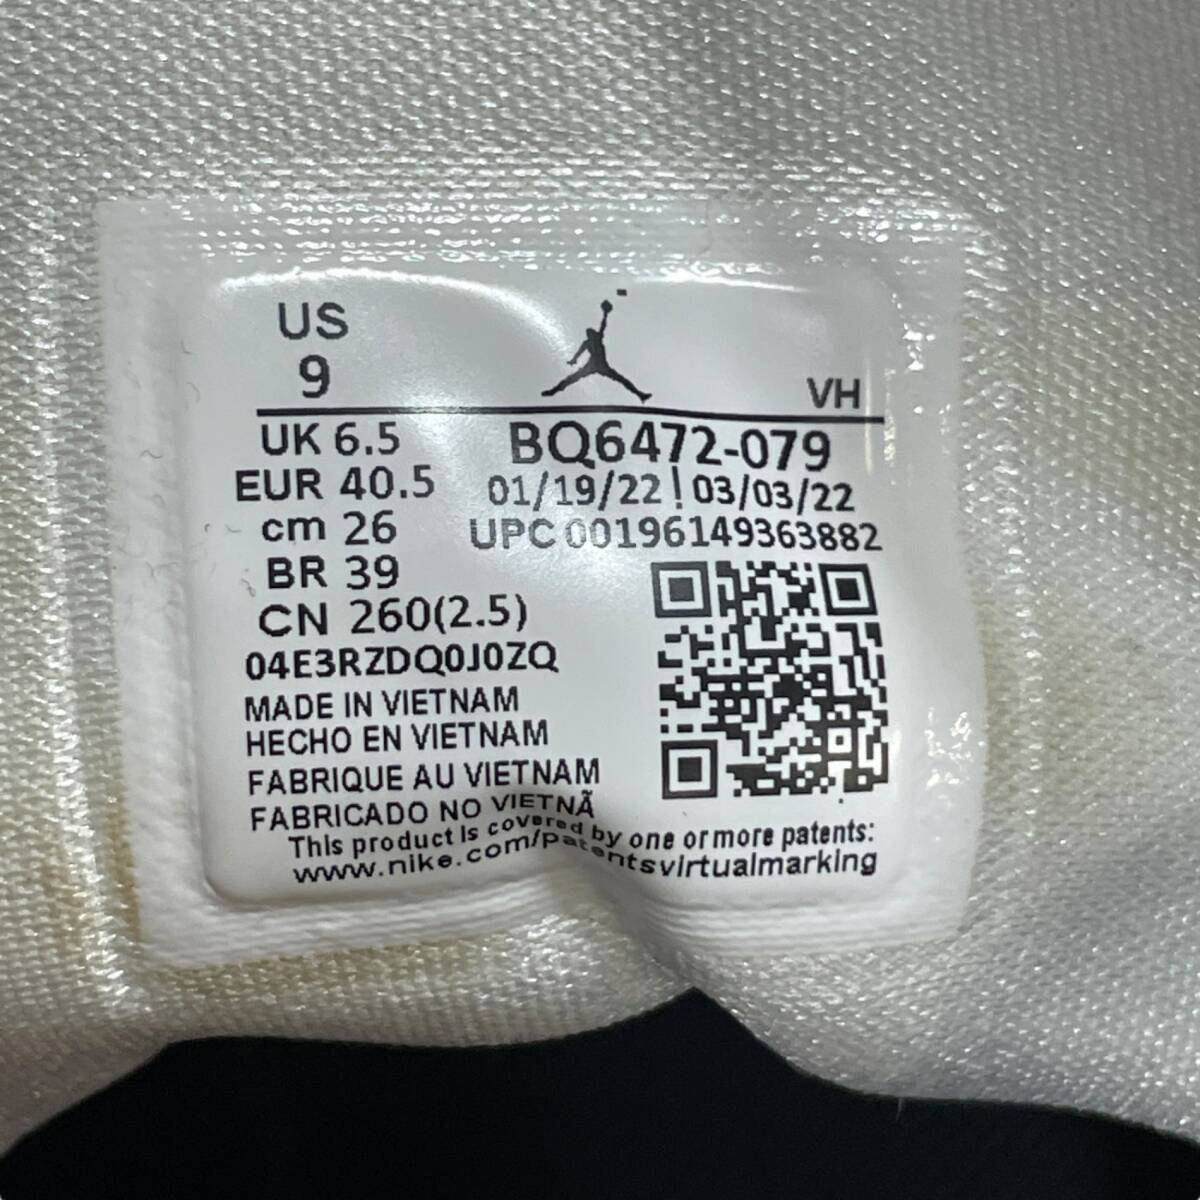 US
9
VH
UK 6.5
BQ6472-079
EUR 40.5
01/19/22 | 03/03/22
cm 26
UPC 00196149363882
BR 39
CN 260(2.5)
04E3RZDQ0J0ZQ
MADE IN VIETNAM
HECHO EN VIETNAM
FABRIQUE AU VIETNAM
FABRICADO NO VIETNÃ
This product is covered by one or more patents:
www.nike.com/patentsvirtualmarking